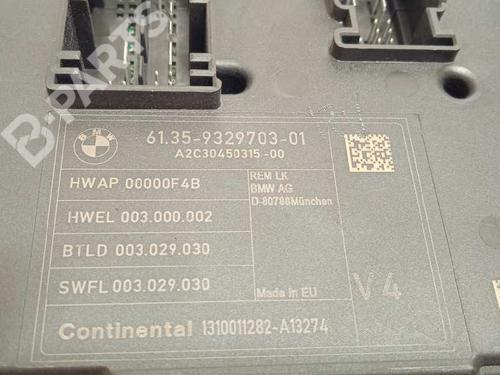 B-PARTS
BMW
61.35-9329703-01
A2C30450315-00
HWAP 00000F4B
HWEL 003.000.002
BTLD 003.029.030
SWFL 003.029.030
REM LK
BMW AG
D-80788München
Made in EU
V4
Continental 1310011282-A13274